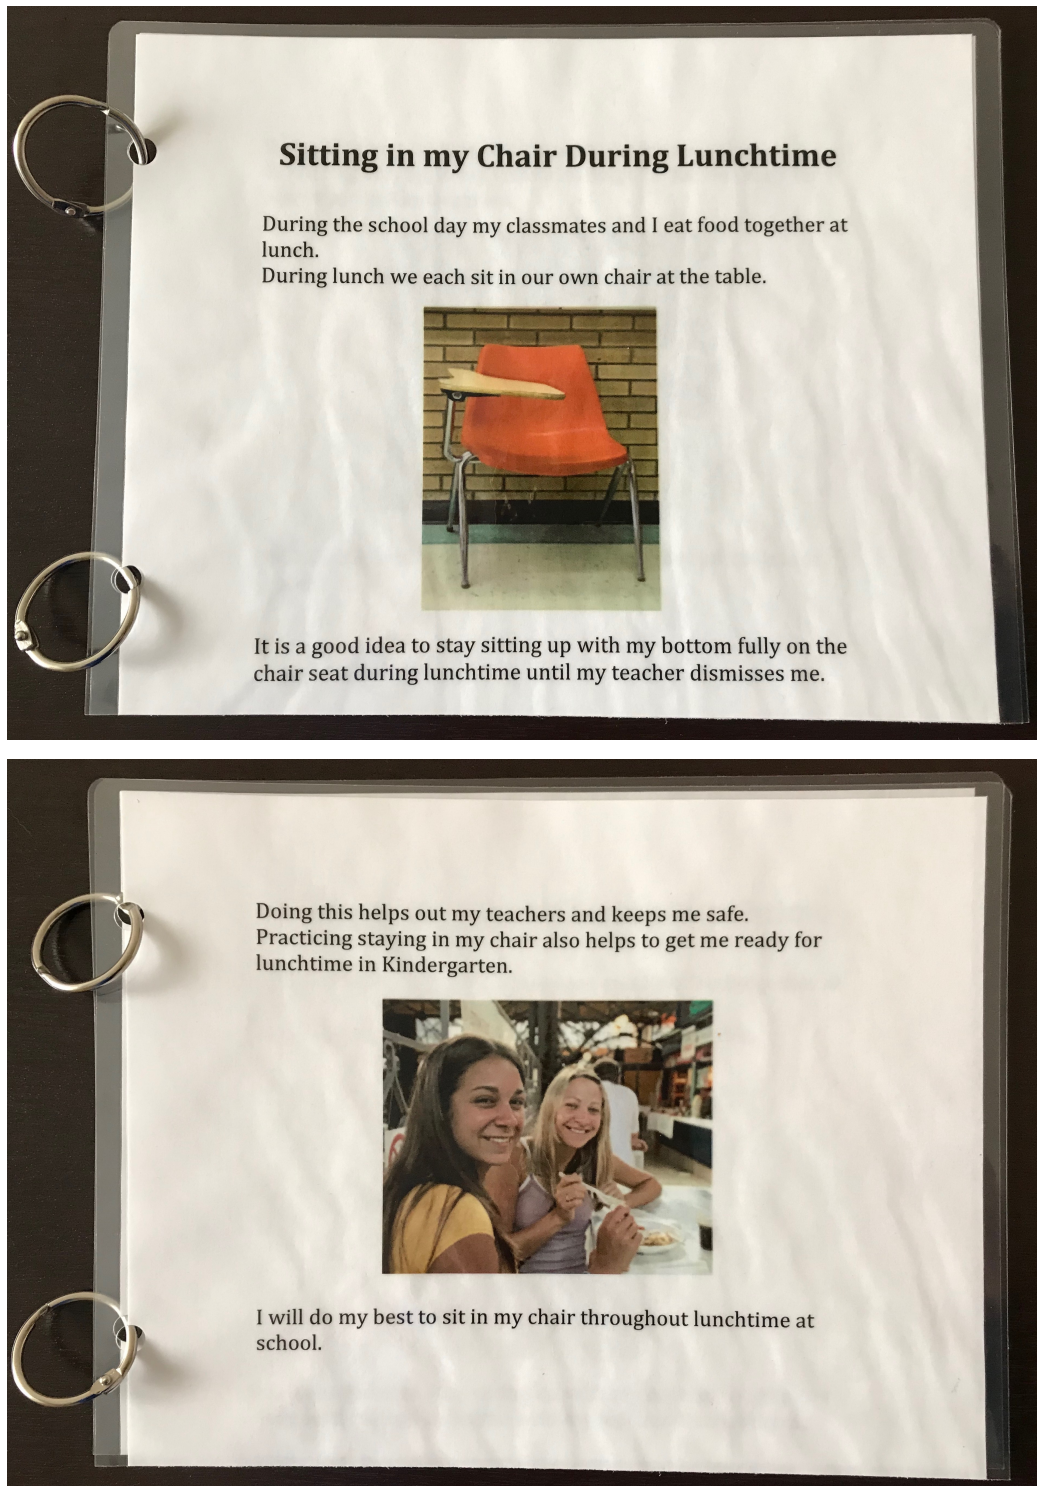 Sitting in my Chair During Lunchtime
During the school day my classmates and I eat food together at
lunch.
During lunch we each sit in our own chair at the table.
It is a good idea to stay sitting up with my bottom fully on the
chair seat during lunchtime until my teacher dismisses me.
Doing this helps out my teachers and keeps me safe.
Practicing staying in my chair also helps to get me ready for
lunchtime in Kindergarten.
I will do my best to sit in my chair throughout lunchtime at
school.